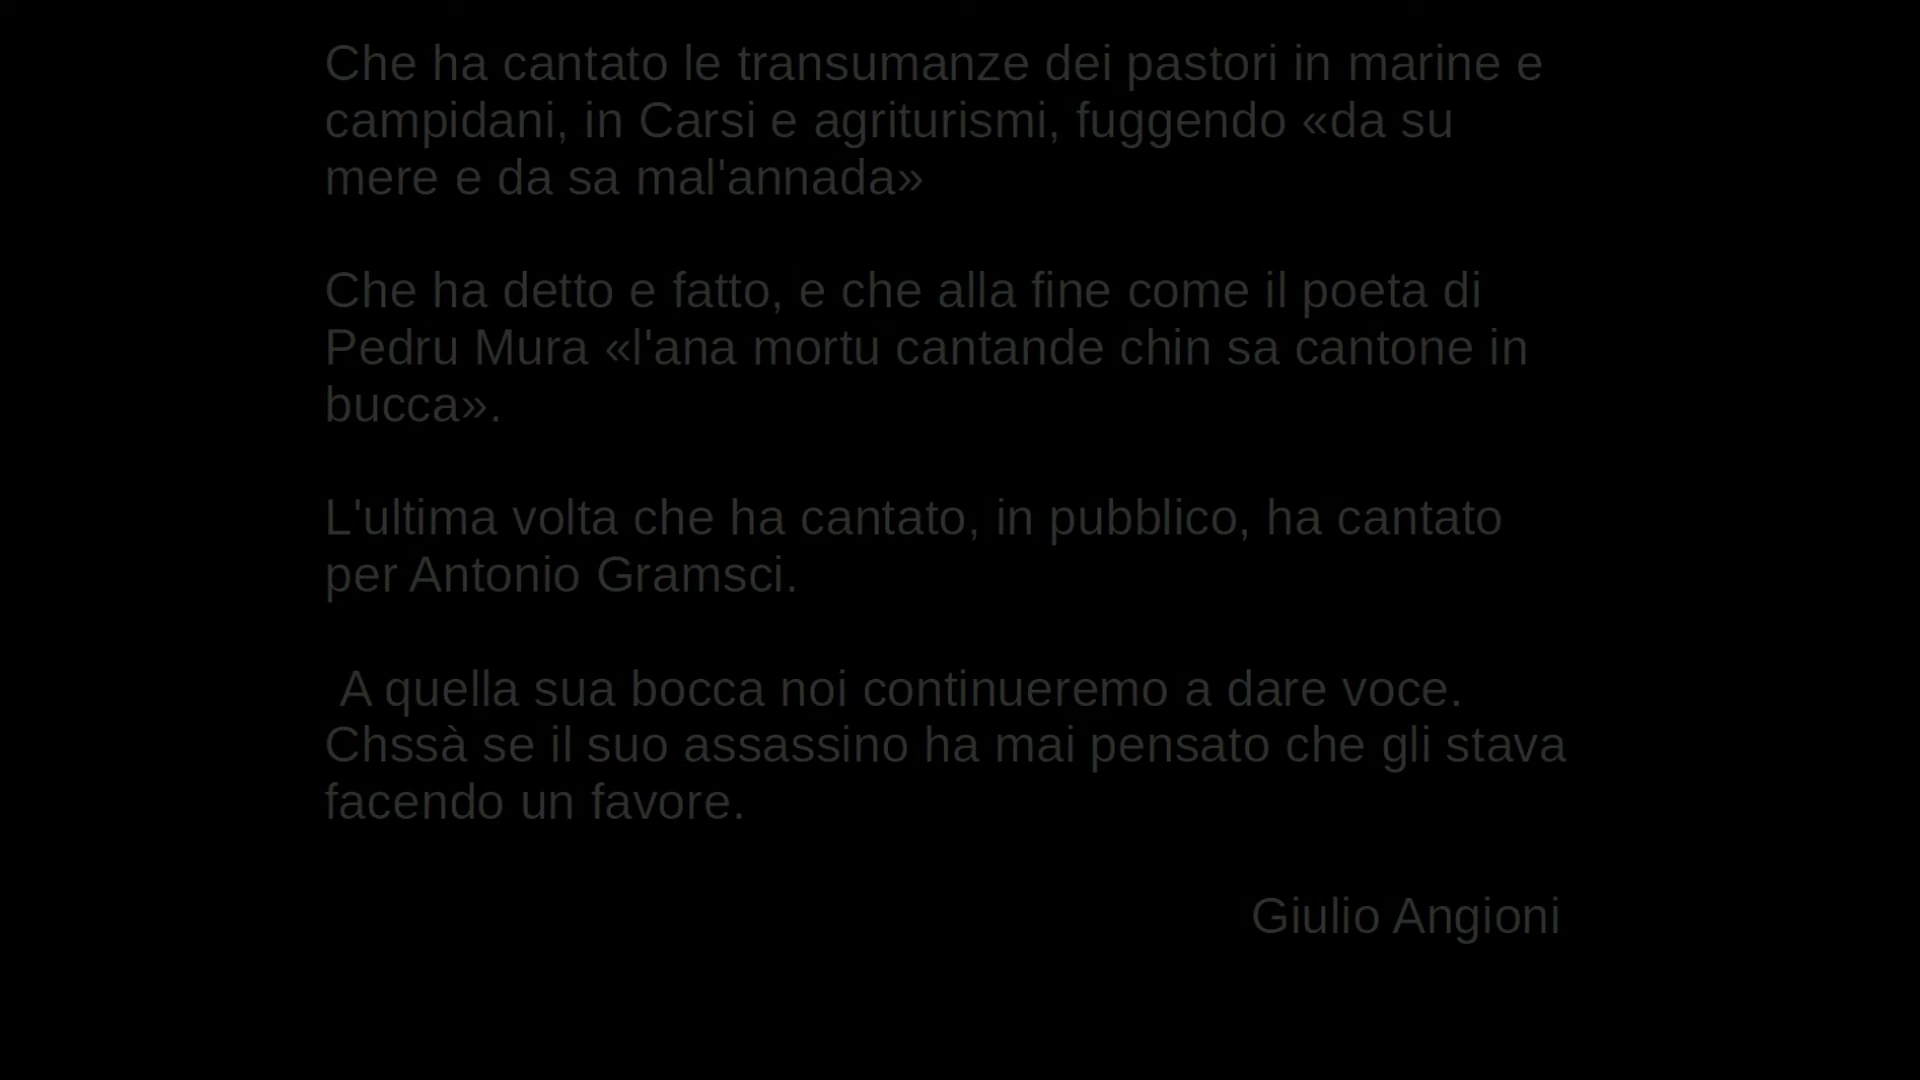 Che ha cantato le transumanze dei pastori in marine e
campidani, in Carsi e agriturismi, fuggendo «da su
mere e da sa mal'annada»
Che ha detto e fatto, e che alla fine come il poeta di
Pedru Mura «l'ana mortu cantande chin sa cantone in
bucca».
L'ultima volta che ha cantato, in pubblico, ha cantato
per Antonio Gramsci.
A quella sua bocca noi continueremo a dare voce.
Chssà se il suo assassino ha mai pensato che gli stava
facendo un favore.
Giulio Angioni